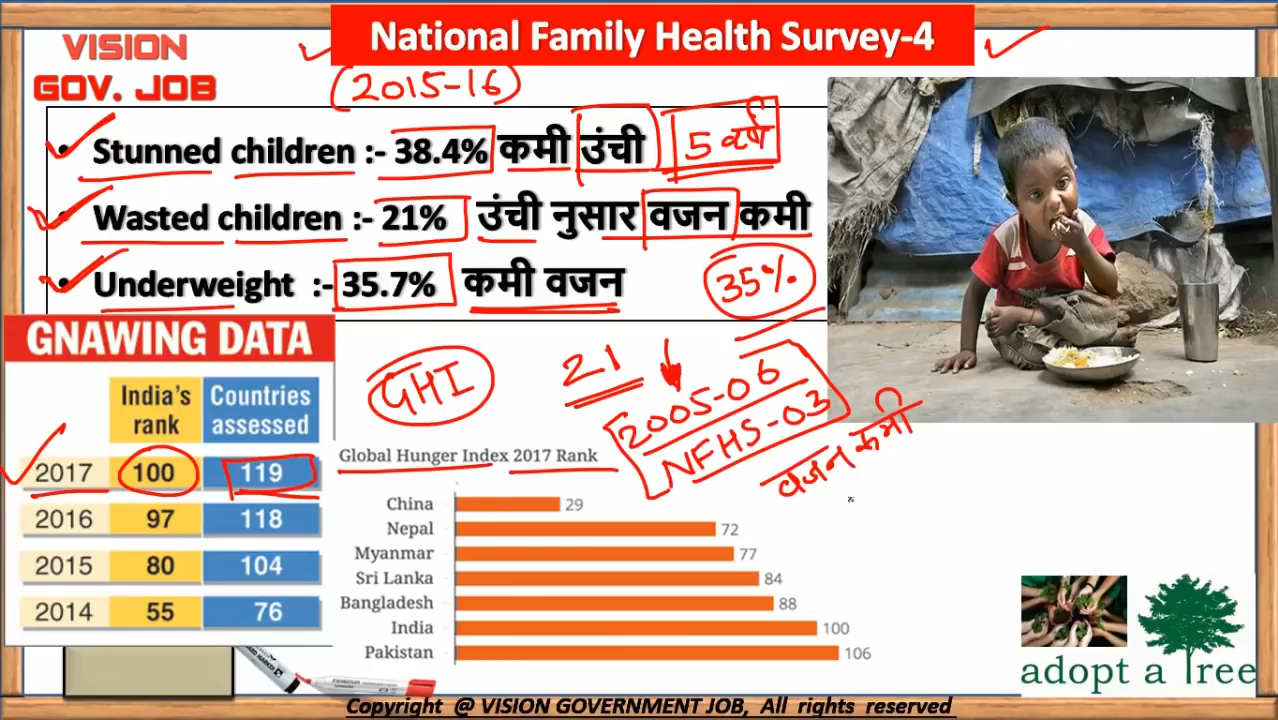 National Family Health Survey-4
VISION
GOV. JOB
(2015-16)
• Stunned children :- 38.4% कमी उंची 5 वर्ष
• Wasted children :- 21% उंची नुसार वजन कमी
• Underweight :- 35.7% कमी वजन
35%
GNAWING DATA
India's rank Countries assessed
2017 100 119
2016 97 118
2015 80 104
2014 55 76
GHI
21
2005-06
NFHS-03
वजन कमी
Global Hunger Index 2017 Rank
China 29
Nepal 72
Myanmar 77
Sri Lanka 84
Bangladesh 88
India 100
Pakistan 106
adopt a Tree
Copyright @ VISION GOVERNMENT JOB, All rights reserved